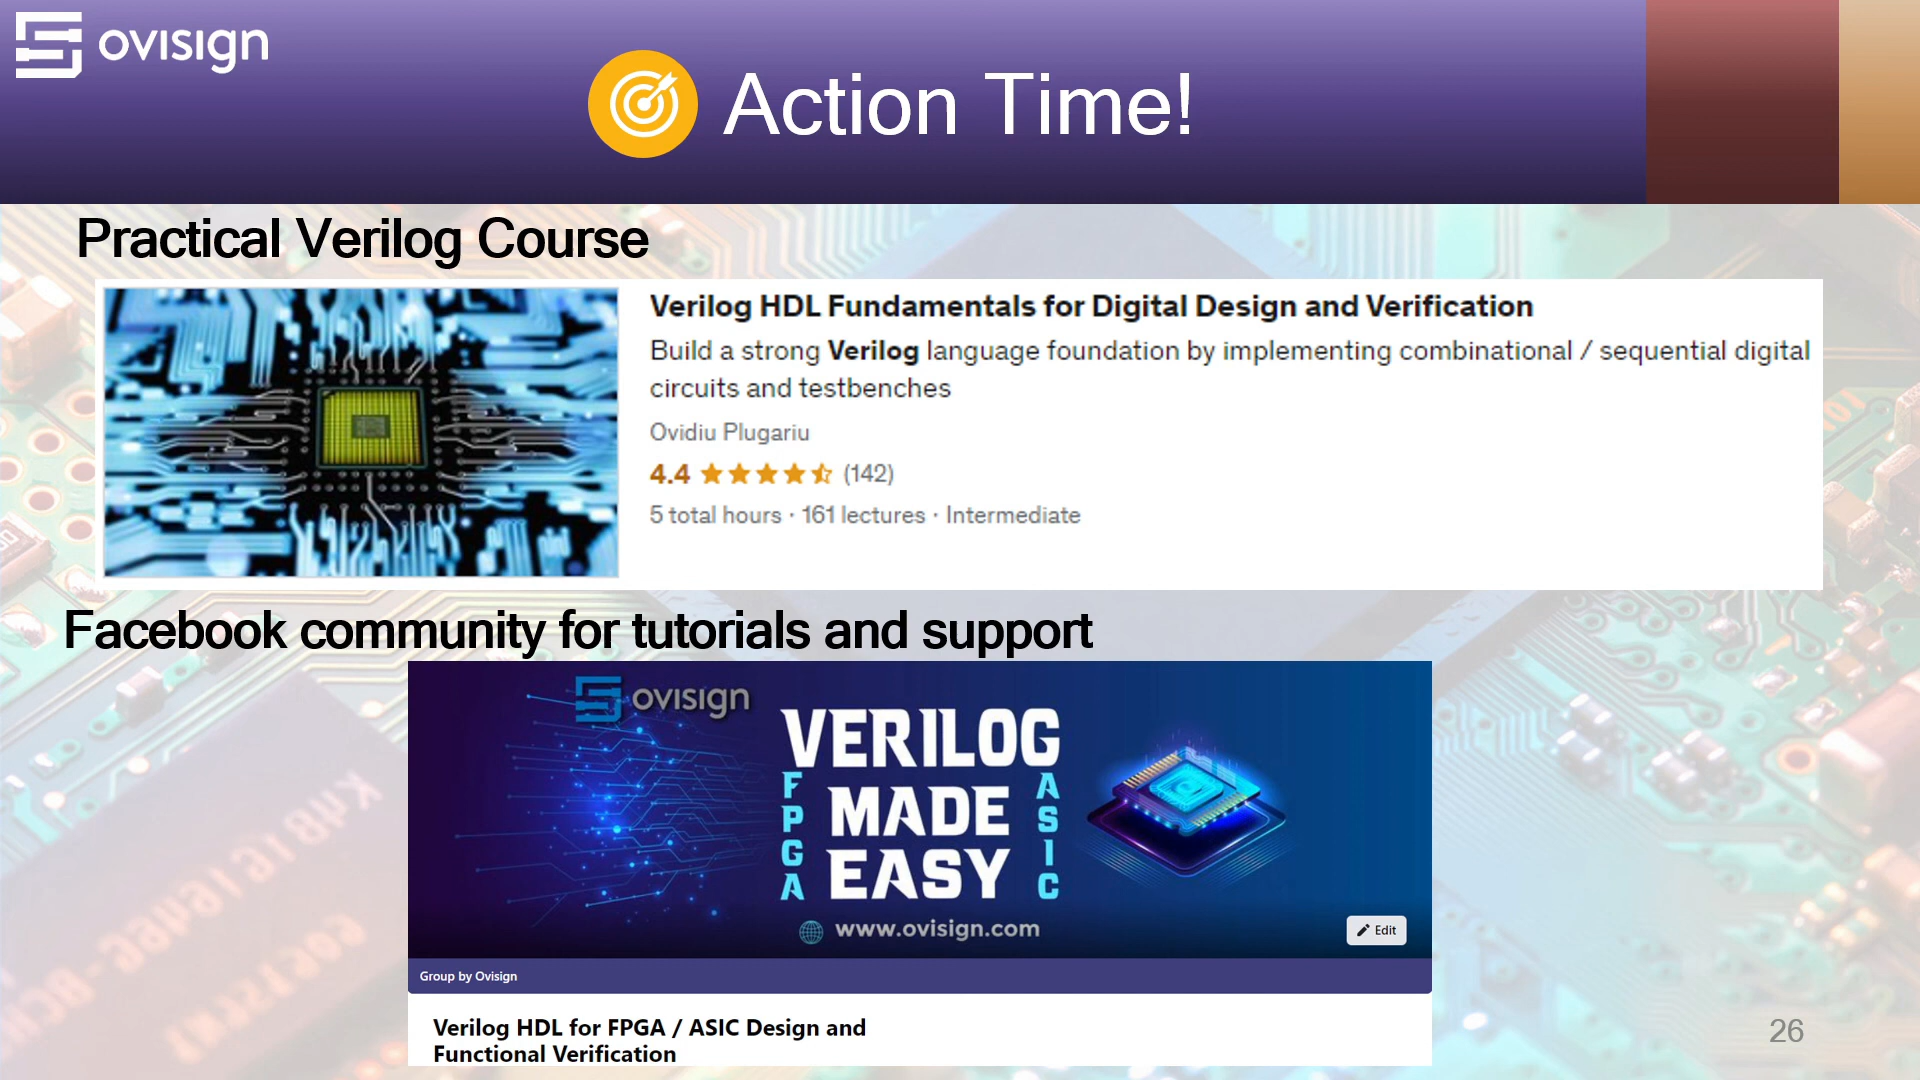 ovisign
Action Time!
Practical Verilog Course
Verilog HDL Fundamentals for Digital Design and Verification
Build a strong Verilog language foundation by implementing combinational / sequential digital
circuits and testbenches
Ovidiu Plugariu
4.4 (142)
5 total hours · 161 lectures · Intermediate
Facebook community for tutorials and support
ovisign
VERILOG
FPGA
MADE
EASY
ASIC
www.ovisign.com
Edit
Group by Ovisign
Verilog HDL for FPGA / ASIC Design and
Functional Verification
26